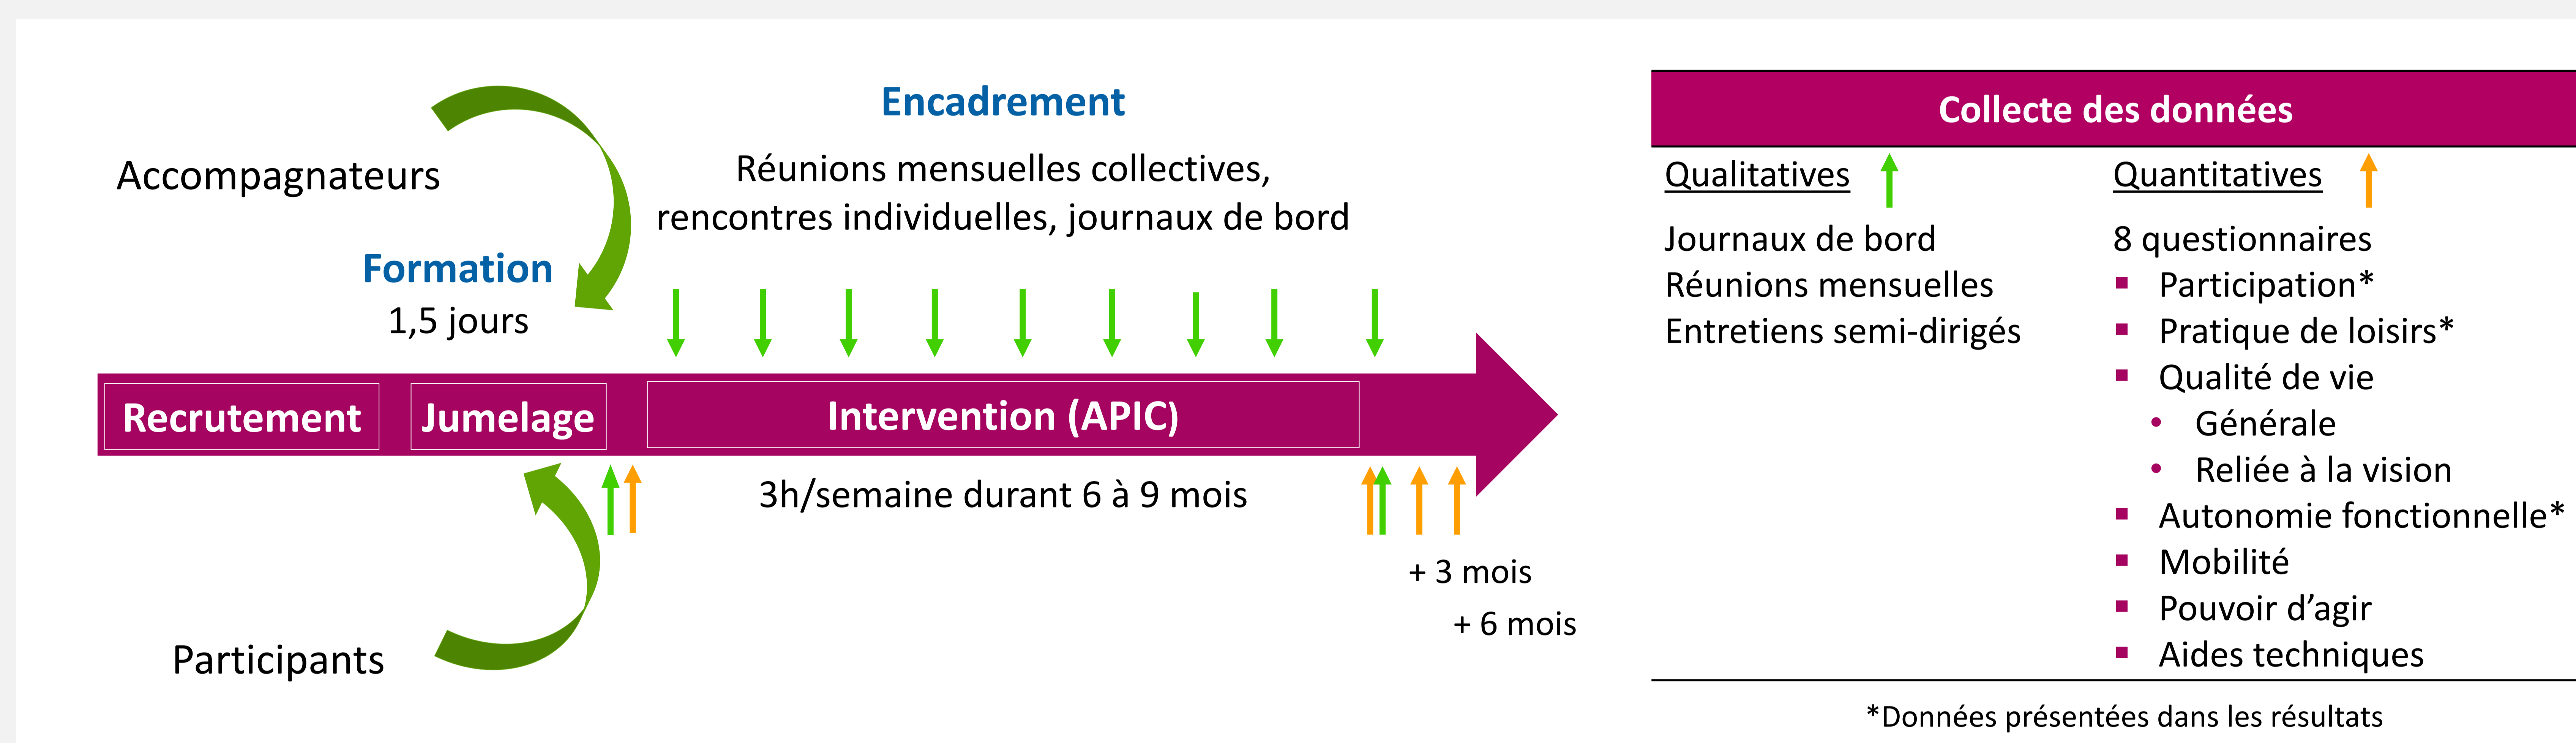 Accompagnateurs
Formation
1,5 jours
Encadrement
Réunions mensuelles collectives,
rencontres individuelles, journaux de bord
Recrutement
Jumelage
Intervention (APIC)
3h/semaine durant 6 à 9 mois
+ 3 mois
+ 6 mois
Participants
Collecte des données
Qualitatives
Journaux de bord
Réunions mensuelles
Entretiens semi-dirigés
Quantitatives
8 questionnaires
▪ Participation*
▪ Pratique de loisirs*
▪ Qualité de vie
• Générale
• Reliée à la vision
▪ Autonomie fonctionnelle*
▪ Mobilité
▪ Pouvoir d’agir
▪ Aides techniques
*Données présentées dans les résultats